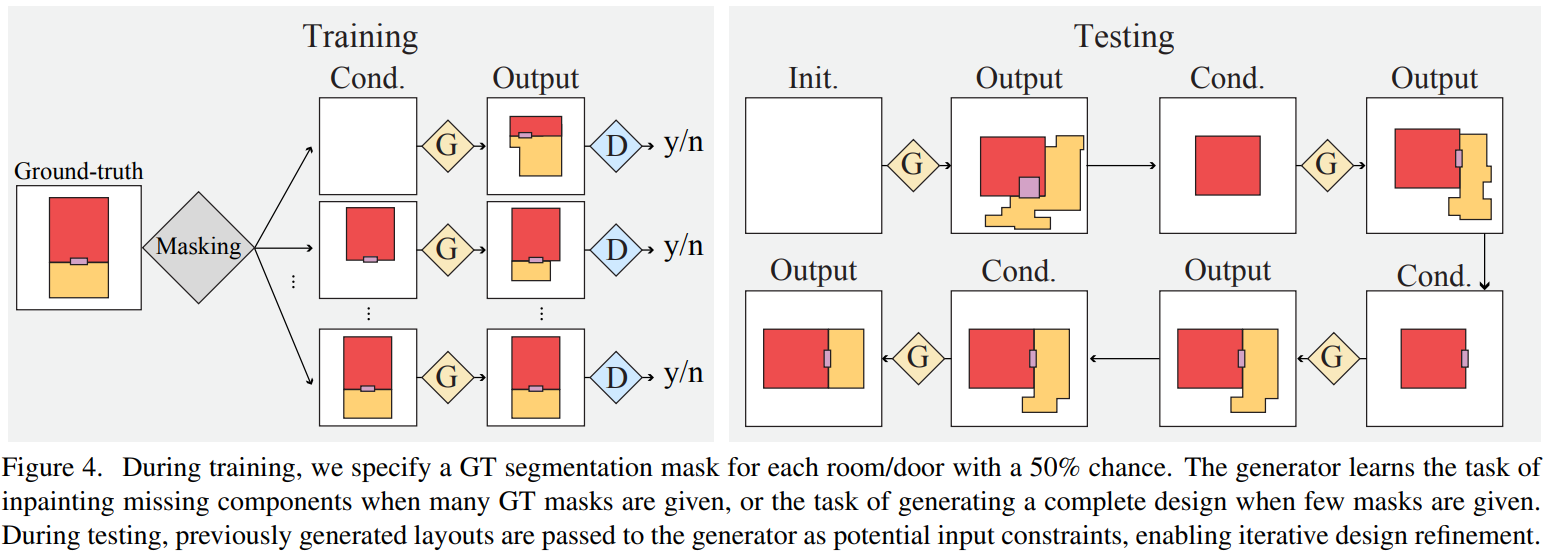 Training
Cond. Output
G D y/n
Ground-truth
Masking
G D y/n
G D y/n
Testing
Init. Output Cond. Output
G G
Output Cond. Output Cond.
G G
Figure 4. During training, we specify a GT segmentation mask for each room/door with a 50% chance. The generator learns the task of
inpainting missing components when many GT masks are given, or the task of generating a complete design when few masks are given.
During testing, previously generated layouts are passed to the generator as potential input constraints, enabling iterative design refinement.